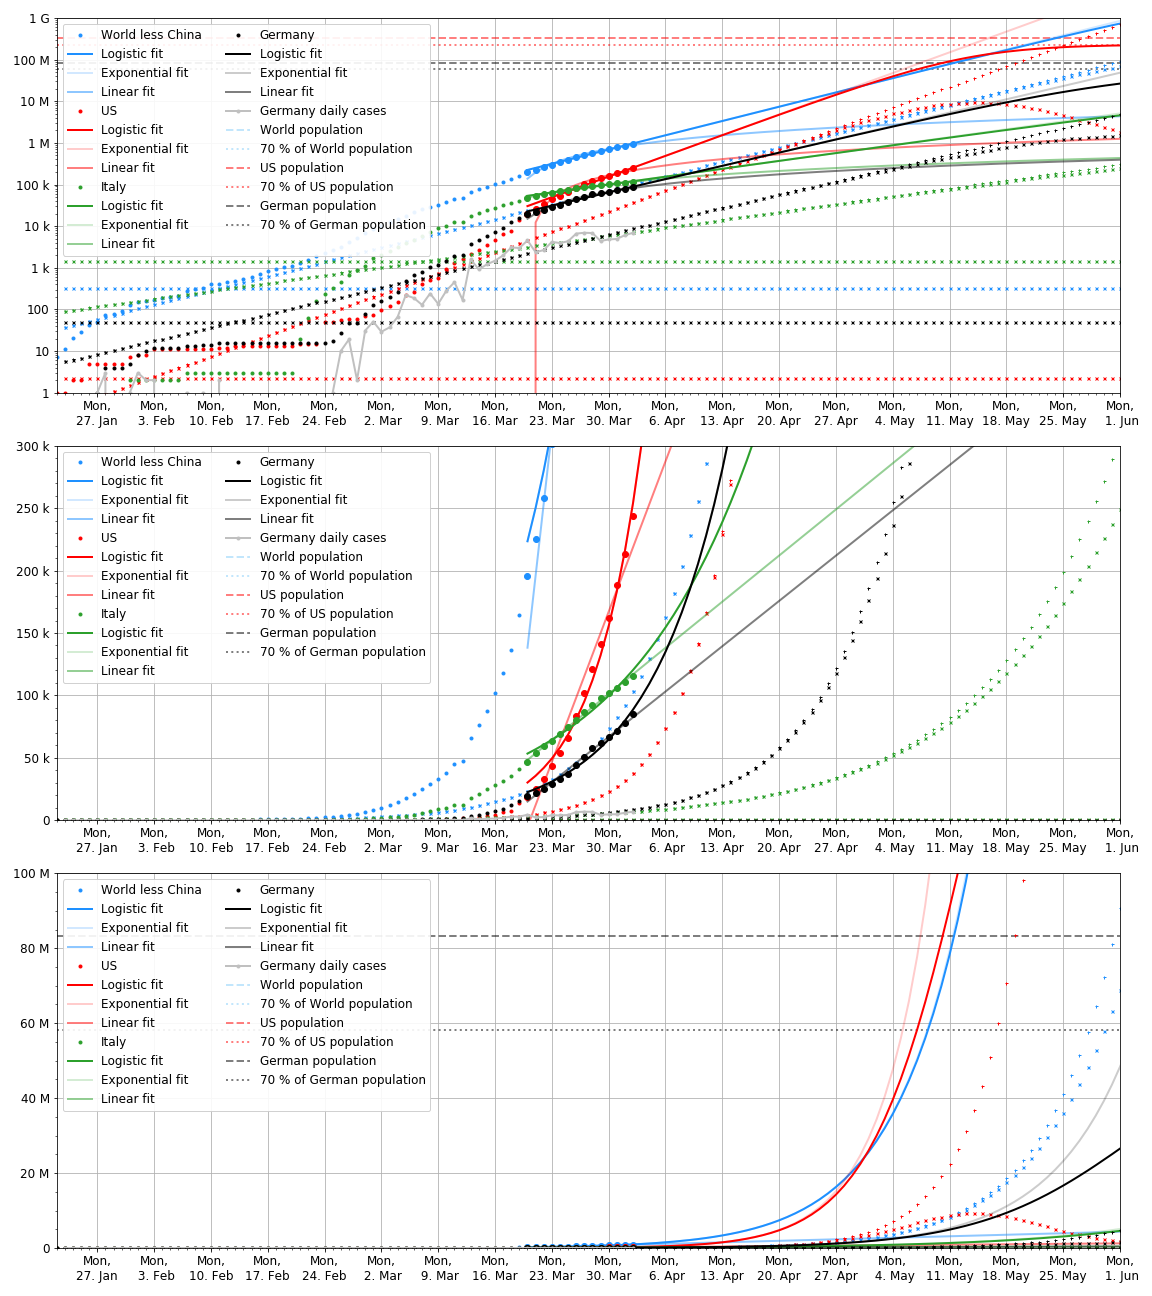 1 G
100 M
10 M
1 M
100 k
10 k
1 k
100
10
1
World less China
Logistic fit
Exponential fit
Linear fit
US
Logistic fit
Exponential fit
Linear fit
Italy
Logistic fit
Exponential fit
Linear fit
Germany
Logistic fit
Exponential fit
Linear fit
Germany daily cases
World population
70 % of World population
US population
70 % of US population
German population
70 % of German population
Mon,
27. Jan
Mon,
3. Feb
Mon,
10. Feb
Mon,
17. Feb
Mon,
24. Feb
Mon,
2. Mar
Mon,
9. Mar
Mon,
16. Mar
Mon,
23. Mar
Mon,
30. Mar
Mon,
6. Apr
Mon,
13. Apr
Mon,
20. Apr
Mon,
27. Apr
Mon,
4. May
Mon,
11. May
Mon,
18. May
Mon,
25. May
Mon,
1. Jun
300 k
250 k
200 k
150 k
100 k
50 k
0
World less China
Logistic fit
Exponential fit
Linear fit
US
Logistic fit
Exponential fit
Linear fit
Italy
Logistic fit
Exponential fit
Linear fit
Germany
Logistic fit
Exponential fit
Linear fit
Germany daily cases
World population
70 % of World population
US population
70 % of US population
German population
70 % of German population
Mon,
27. Jan
Mon,
3. Feb
Mon,
10. Feb
Mon,
17. Feb
Mon,
24. Feb
Mon,
2. Mar
Mon,
9. Mar
Mon,
16. Mar
Mon,
23. Mar
Mon,
30. Mar
Mon,
6. Apr
Mon,
13. Apr
Mon,
20. Apr
Mon,
27. Apr
Mon,
4. May
Mon,
11. May
Mon,
18. May
Mon,
25. May
Mon,
1. Jun
100 M
80 M
60 M
40 M
20 M
0
World less China
Logistic fit
Exponential fit
Linear fit
US
Logistic fit
Exponential fit
Linear fit
Italy
Logistic fit
Exponential fit
Linear fit
Germany
Logistic fit
Exponential fit
Linear fit
Germany daily cases
World population
70 % of World population
US population
70 % of US population
German population
70 % of German population
Mon,
27. Jan
Mon,
3. Feb
Mon,
10. Feb
Mon,
17. Feb
Mon,
24. Feb
Mon,
2. Mar
Mon,
9. Mar
Mon,
16. Mar
Mon,
23. Mar
Mon,
30. Mar
Mon,
6. Apr
Mon,
13. Apr
Mon,
20. Apr
Mon,
27. Apr
Mon,
4. May
Mon,
11. May
Mon,
18. May
Mon,
25. May
Mon,
1. Jun